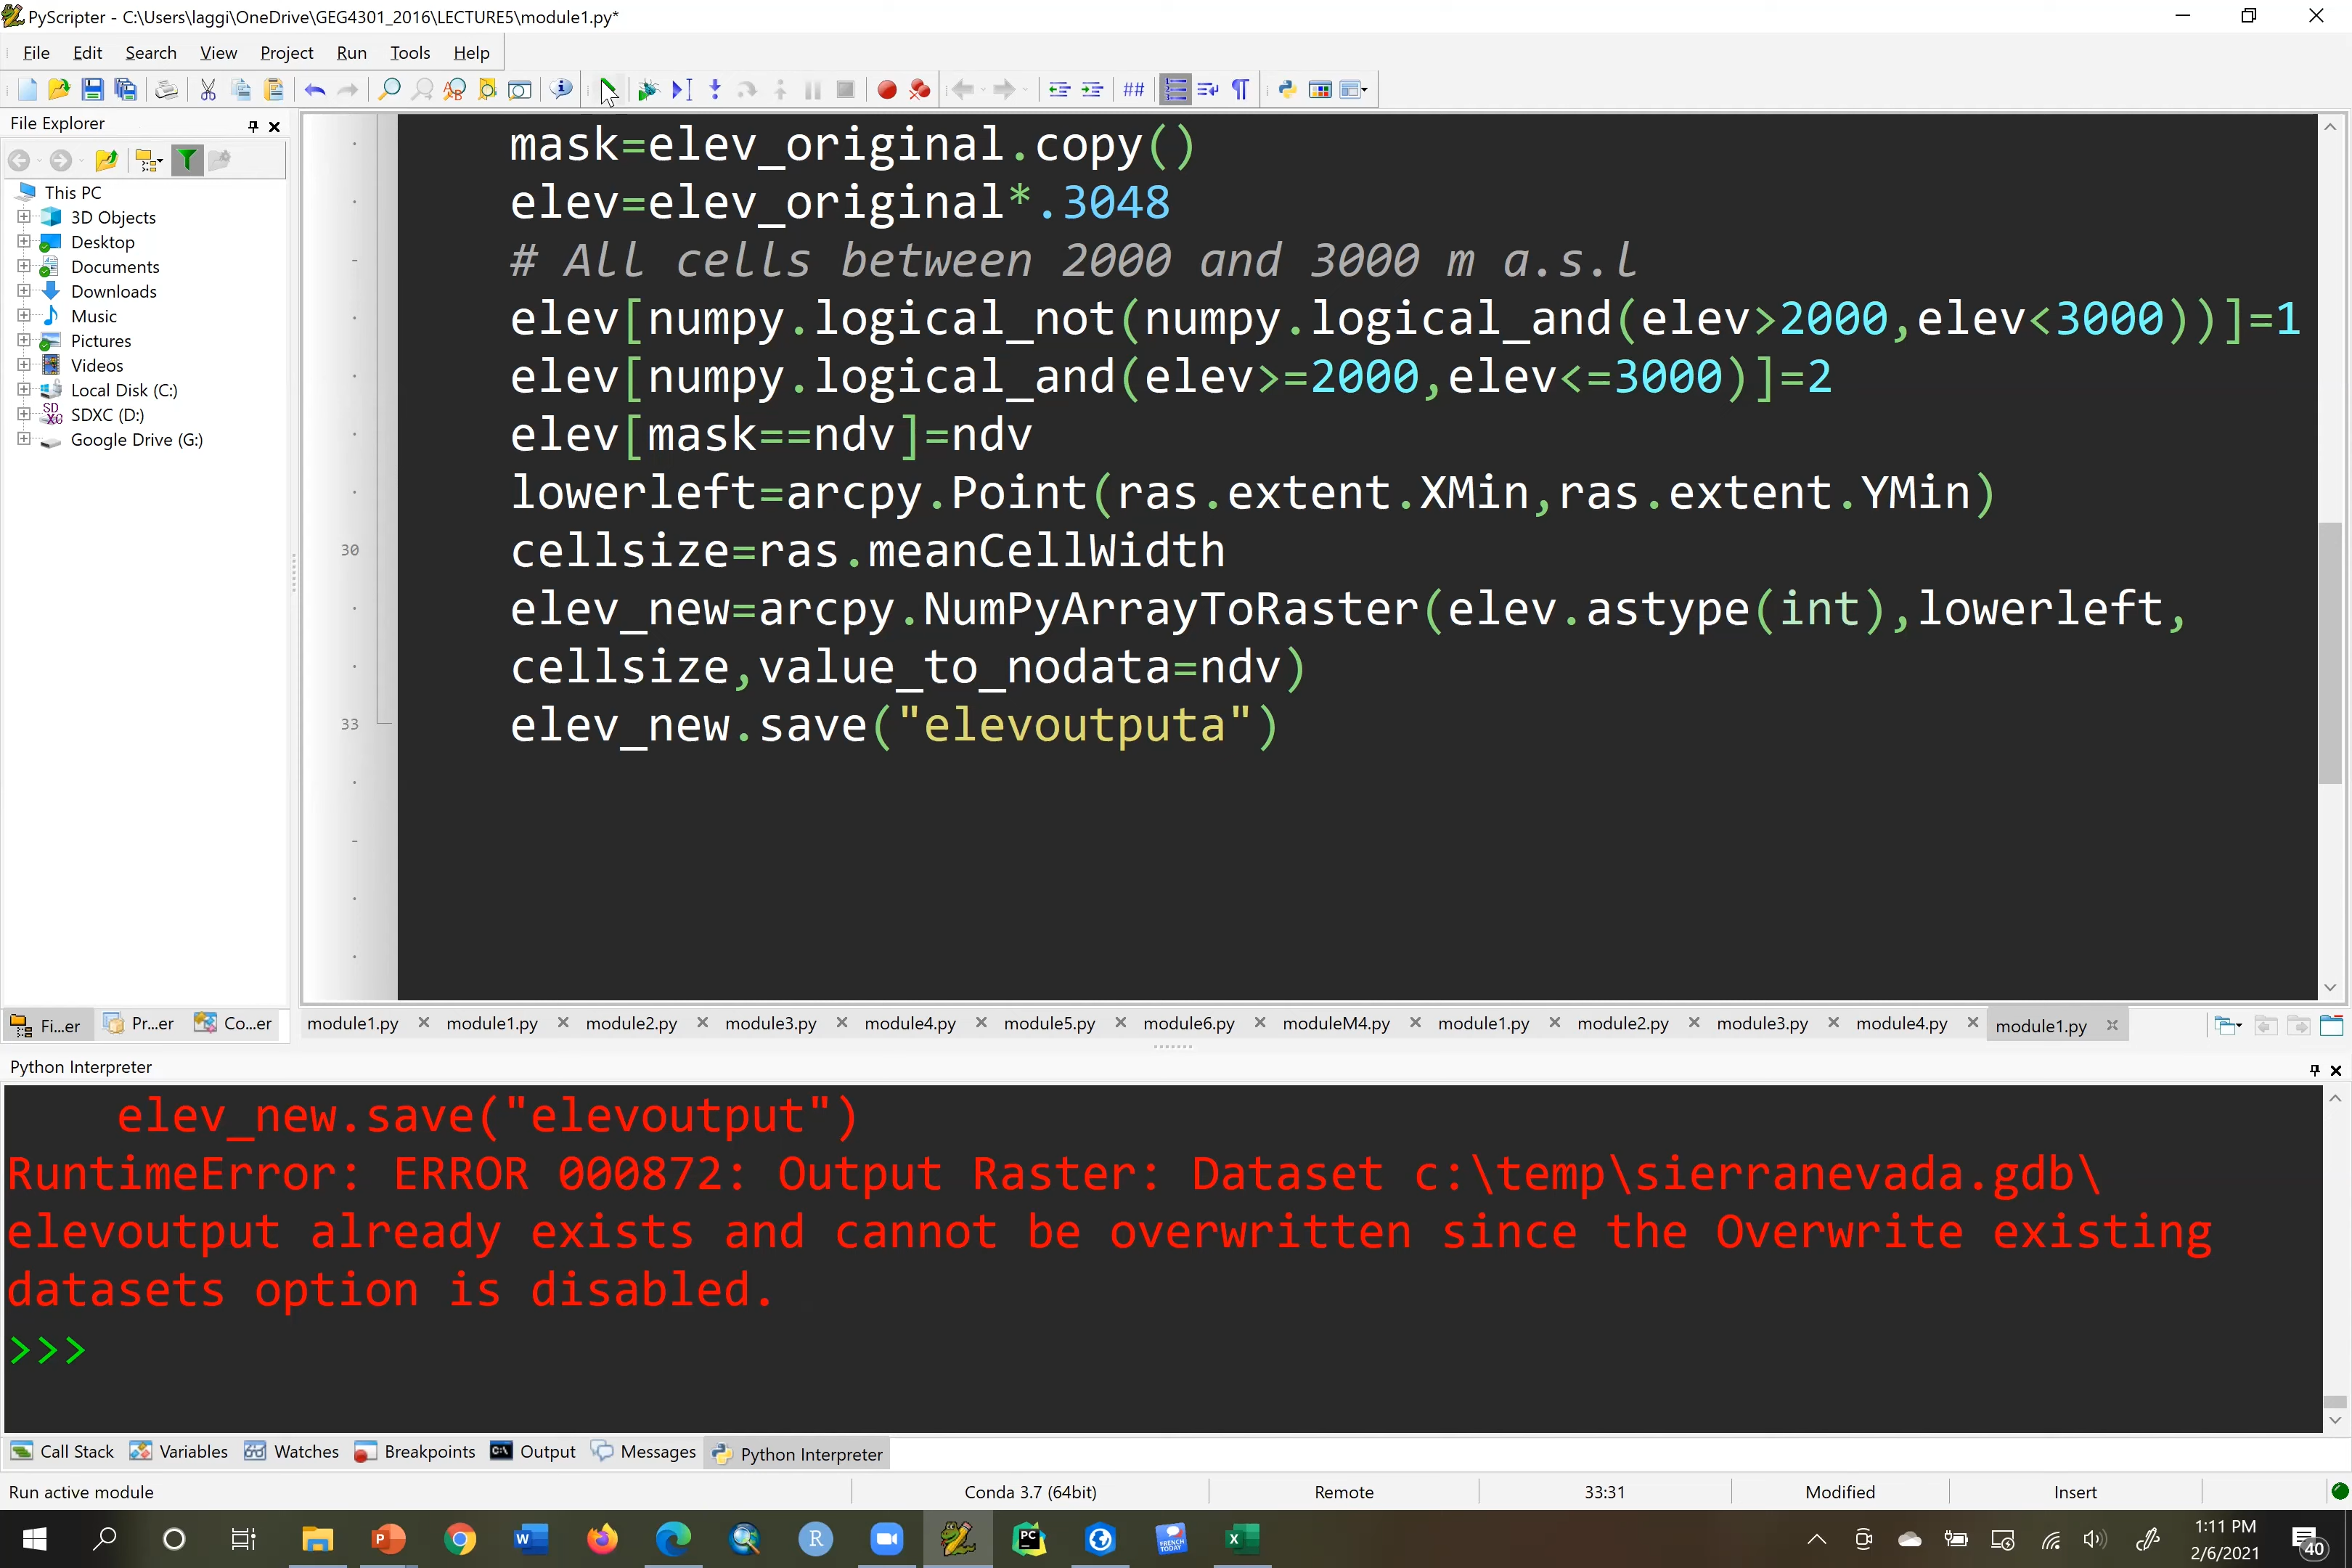 PyScripter - C:\Users\laggi\OneDrive\GEG4301_2016\LECTURE5\module1.py*
File Edit Search View Project Run Tools Help
File Explorer
This PC
3D Objects
Desktop
Documents
Downloads
Music
Pictures
Videos
Local Disk (C:)
SDXC (D:)
Google Drive (G:)
mask=elev_original.copy()
elev=elev_original*.3048
# All cells between 2000 and 3000 m a.s.l
elev[numpy.logical_not(numpy.logical_and(elev>2000,elev<3000))]=1
elev[numpy.logical_and(elev>=2000,elev<=3000)]=2
elev[mask==ndv]=ndv
lowerleft=arcpy.Point(ras.extent.XMin,ras.extent.YMin)
30 cellsize=ras.meanCellWidth
elev_new=arcpy.NumPyArrayToRaster(elev.astype(int),lowerleft,
cellsize,value_to_nodata=ndv)
33 elev_new.save("elevoutputa")
Fi...er Pr...er Co...er module1.py module1.py module2.py module3.py module4.py module5.py module6.py moduleM4.py module1.py module2.py module3.py module4.py module1.py
Python Interpreter
elev_new.save("elevoutput")
RuntimeError: ERROR 000872: Output Raster: Dataset c:\temp\sierranevada.gdb\
elevoutput already exists and cannot be overwritten since the Overwrite existing
datasets option is disabled.
>>>
Call Stack Variables Watches Breakpoints Output Messages Python Interpreter
Run active module Conda 3.7 (64bit) Remote 33:31 Modified Insert
1:11 PM
2/6/2021
40